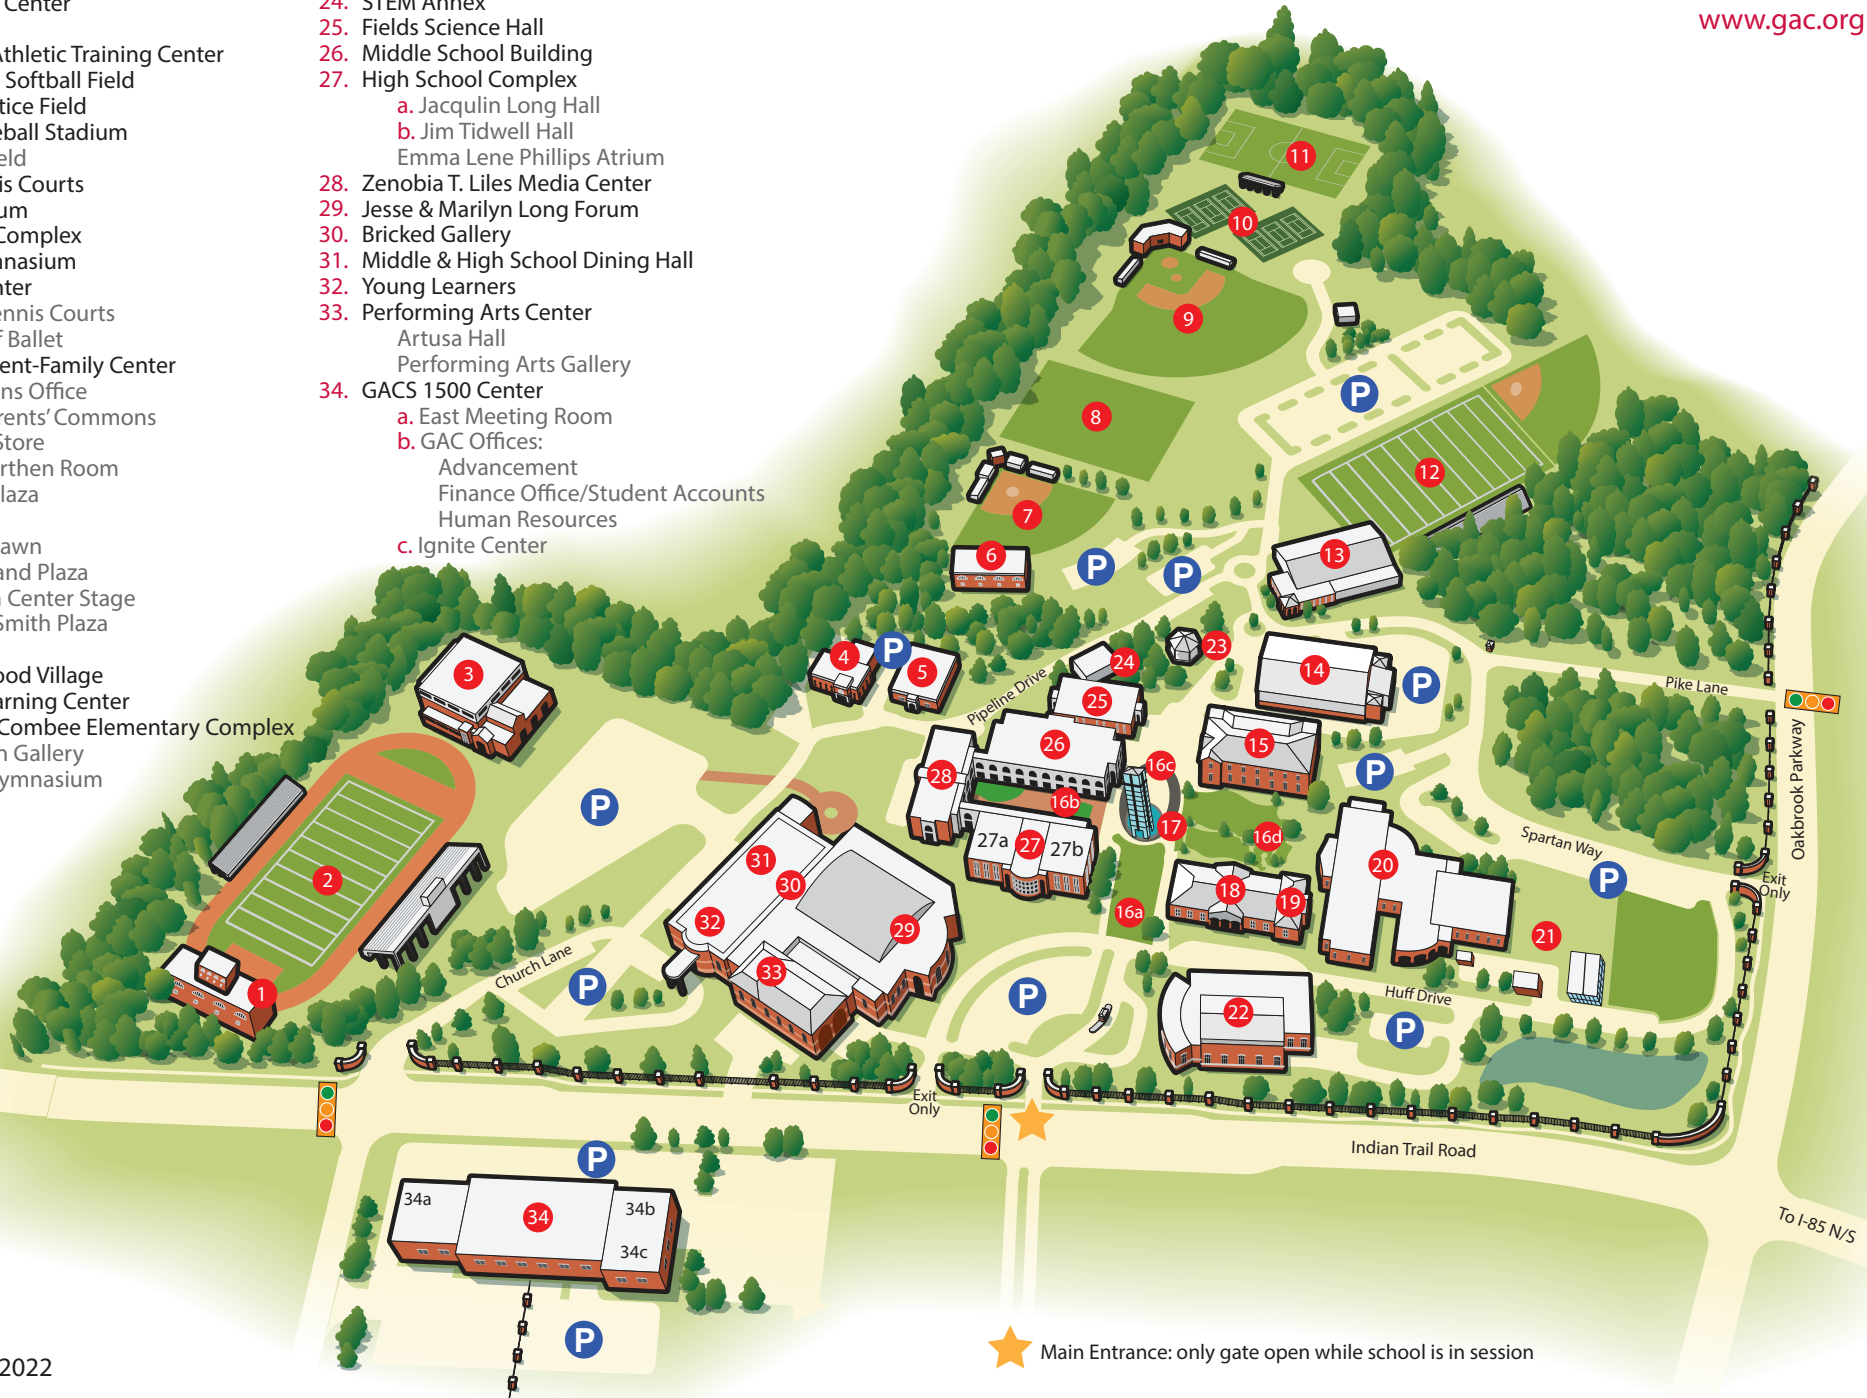 Center
Athletic Training Center
Softball Field
tice Field
eball Stadium
eld
is Courts
um
Complex
nnasium
nter
ennis Courts
f Ballet
ent-Family Center
ns Office
rents' Commons
Store
rthen Room
laza
awn
and Plaza
n Center Stage
Smith Plaza
ood Village
arning Center
Combee Elementary Complex
n Gallery
ymnasium
2022
24. STEM Annex
25. Fields Science Hall
26. Middle School Building
27. High School Complex
a. Jacqulin Long Hall
b. Jim Tidwell Hall
Emma Lene Phillips Atrium
28. Zenobia T. Liles Media Center
29. Jesse & Marilyn Long Forum
30. Bricked Gallery
31. Middle & High School Dining Hall
32. Young Learners
33. Performing Arts Center
Artusa Hall
Performing Arts Gallery
34. GACS 1500 Center
a. East Meeting Room
b. GAC Offices:
Advancement
Finance Office/Student Accounts
Human Resources
c. Ignite Center
www.gac.org
11
10
9
P
8
12
7
6
P
P
13
4
P
5
23
24
14
P
3
Pipeline Drive
25
Pike Lane
26
15
28
16c
P
Oakbrook Parkway
P
16b
17
16d
27a
27
27b
Spartan Way
31
30
20
P
Exit
Only
2
18
19
32
29
16a
21
Church Lane
33
1
P
P
Huff Drive
22
P
Exit
Only
Indian Trail Road
P
34a
34
34b
34c
To I-85 N/S
P
Main Entrance: only gate open while school is in session